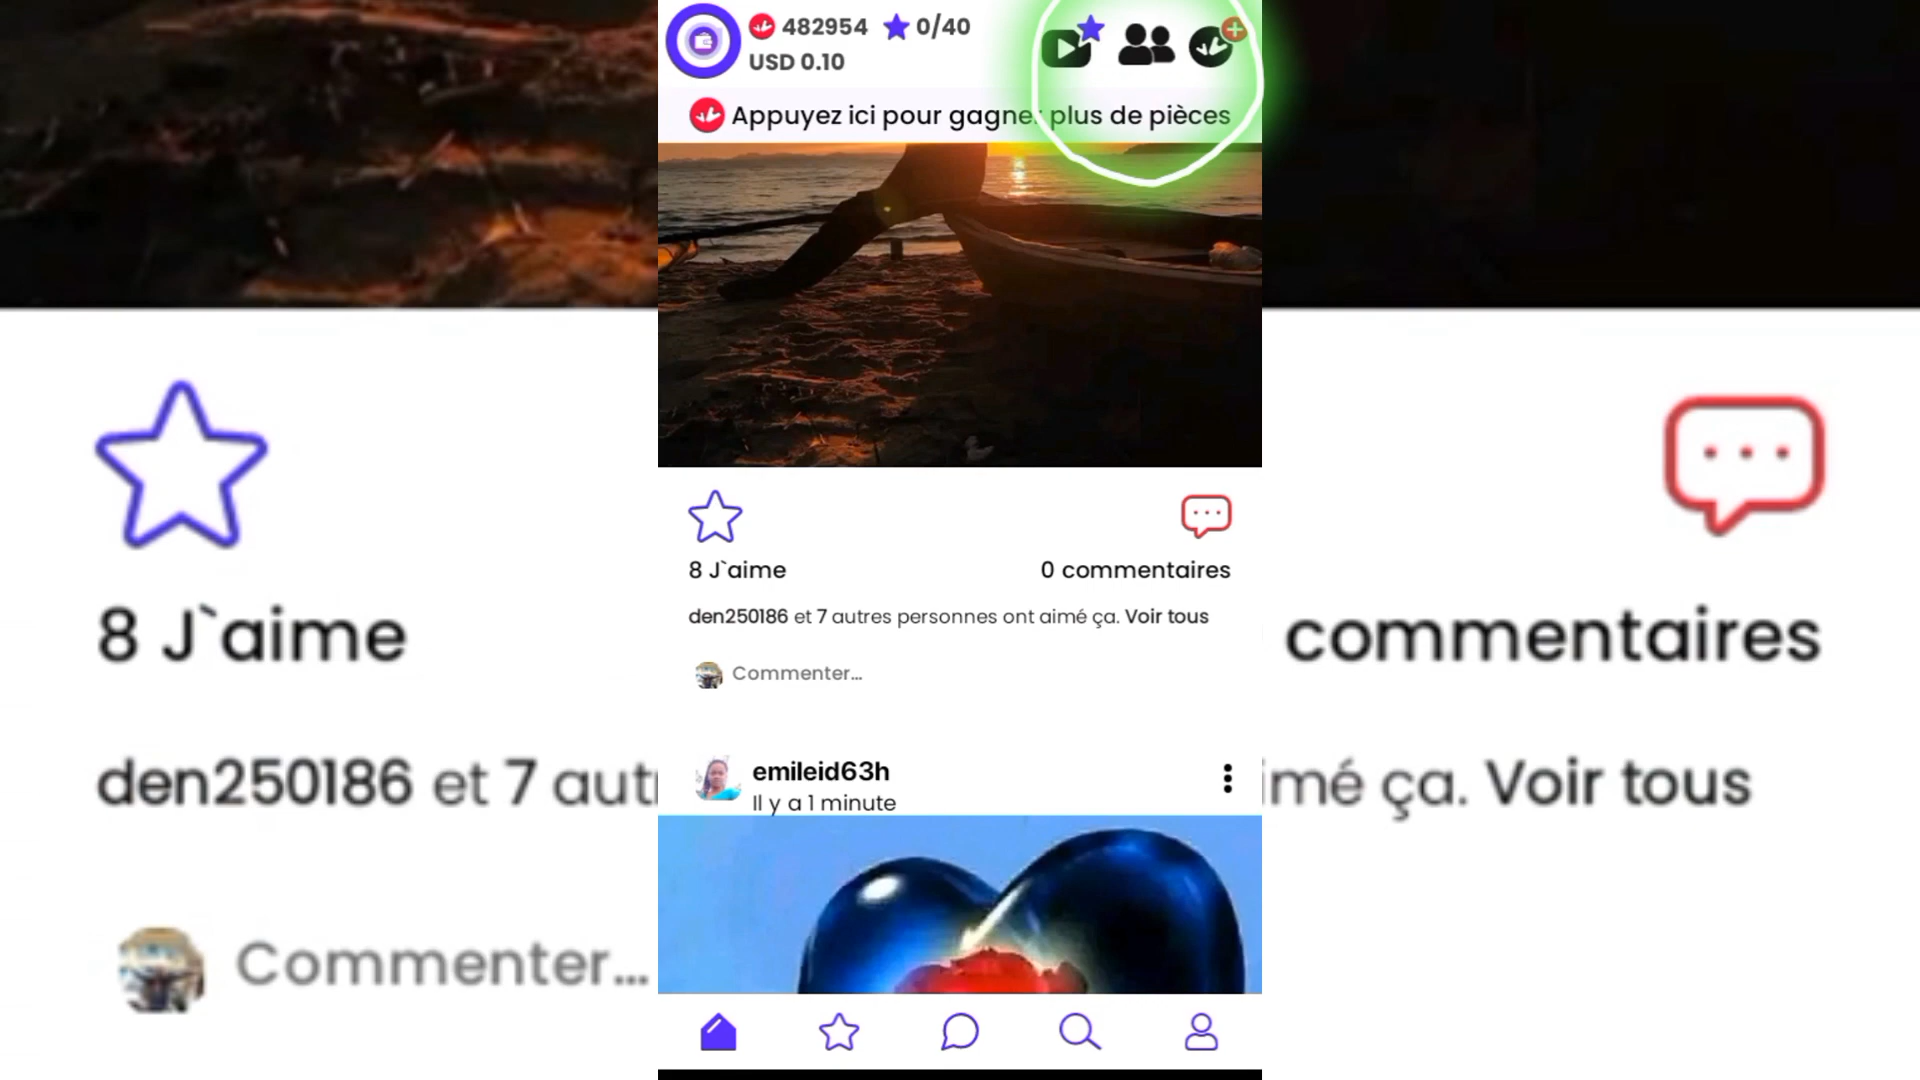 482954 0/40
USD 0.10
Appuyez ici pour gagner plus de pièces
8 J`aime
0 commentaires
den250186 et 7 autres personnes ont aimé ça. Voir tous
Commenter...
emileid63h
Il y a 1 minute
8 J`aime
commentaires
den250186 et 7 autr
imé ça. Voir tous
Commenter...